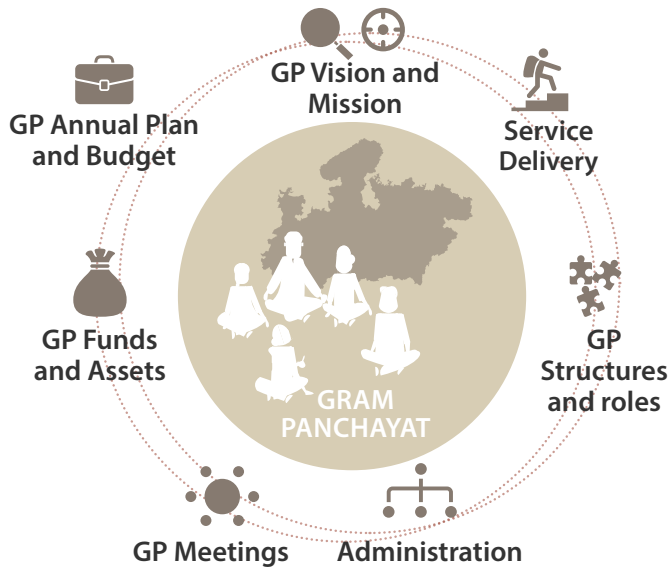 GP Vision and
Mission
Service
Delivery
GP
Structures
and roles
Administration
GP Meetings
GP Funds
and Assets
GP Annual Plan
and Budget
GRAM
PANCHAYAT